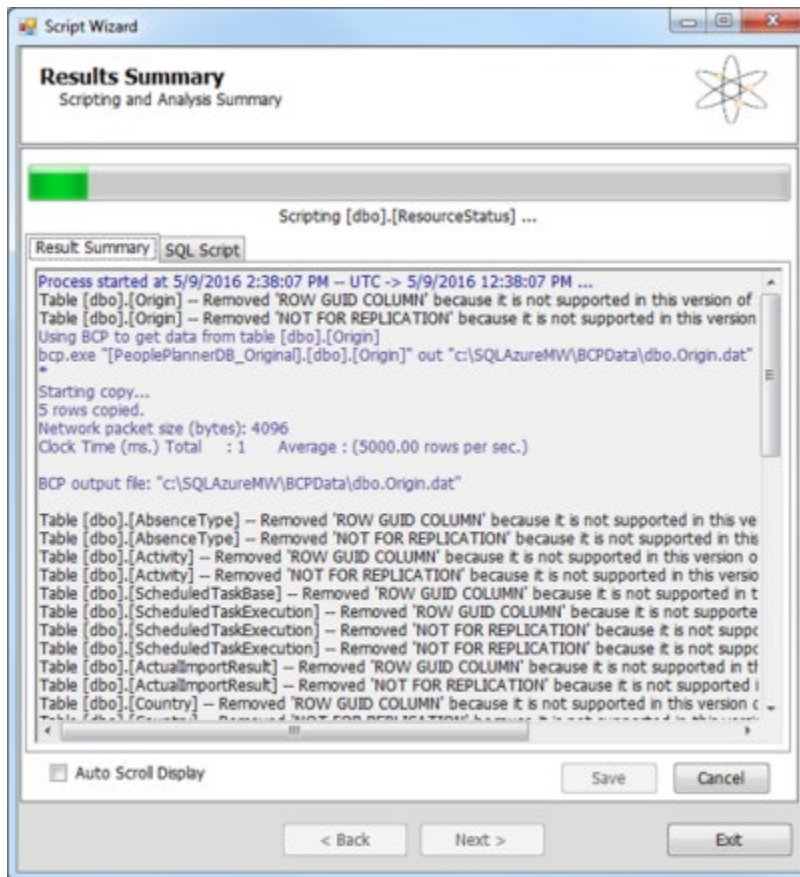 Script Wizard
Results Summary
Scripting and Analysis Summary
Scripting [dbo].[ResourceStatus] ...
Result Summary
SQL Script
Process started at 5/9/2016 2:38:07 PM -- UTC -> 5/9/2016 12:38:07 PM ...
Table [dbo].[Origin] -- Removed 'ROW GUID COLUMN' because it is not supported in this version of
Table [dbo].[Origin] -- Removed 'NOT FOR REPLICATION' because it is not supported in this version
Using BCP to get data from table [dbo].[Origin]
bcp.exe "[PeoplePlannerDB_Original].[dbo].[Origin]" out "c:\SQLAzureMW\BCPData\dbo.Origin.dat"
*
Starting copy...
5 rows copied.
Network packet size (bytes): 4096
Clock Time (ms.) Total : 1 Average : (5000.00 rows per sec.)
BCP output file: "c:\SQLAzureMW\BCPData\dbo.Origin.dat"
Table [dbo].[AbsenceType] -- Removed 'ROW GUID COLUMN' because it is not supported in this ve
Table [dbo].[AbsenceType] -- Removed 'NOT FOR REPLICATION' because it is not supported in this
Table [dbo].[Activity] -- Removed 'ROW GUID COLUMN' because it is not supported in this version o
Table [dbo].[Activity] -- Removed 'NOT FOR REPLICATION' because it is not supported in this versio
Table [dbo].[ScheduledTaskBase] -- Removed 'ROW GUID COLUMN' because it is not supported in t
Table [dbo].[ScheduledTaskExecution] -- Removed 'ROW GUID COLUMN' because it is not supporte
Table [dbo].[ScheduledTaskExecution] -- Removed 'NOT FOR REPLICATION' because it is not suppc
Table [dbo].[ScheduledTaskExecution] -- Removed 'NOT FOR REPLICATION' because it is not suppc
Table [dbo].[ActualImportResult] -- Removed 'ROW GUID COLUMN' because it is not supported in th
Table [dbo].[ActualImportResult] -- Removed 'NOT FOR REPLICATION' because it is not supported i
Table [dbo].[Country] -- Removed 'ROW GUID COLUMN' because it is not supported in this version c
Auto Scroll Display
Save
Cancel
< Back
Next >
Exit